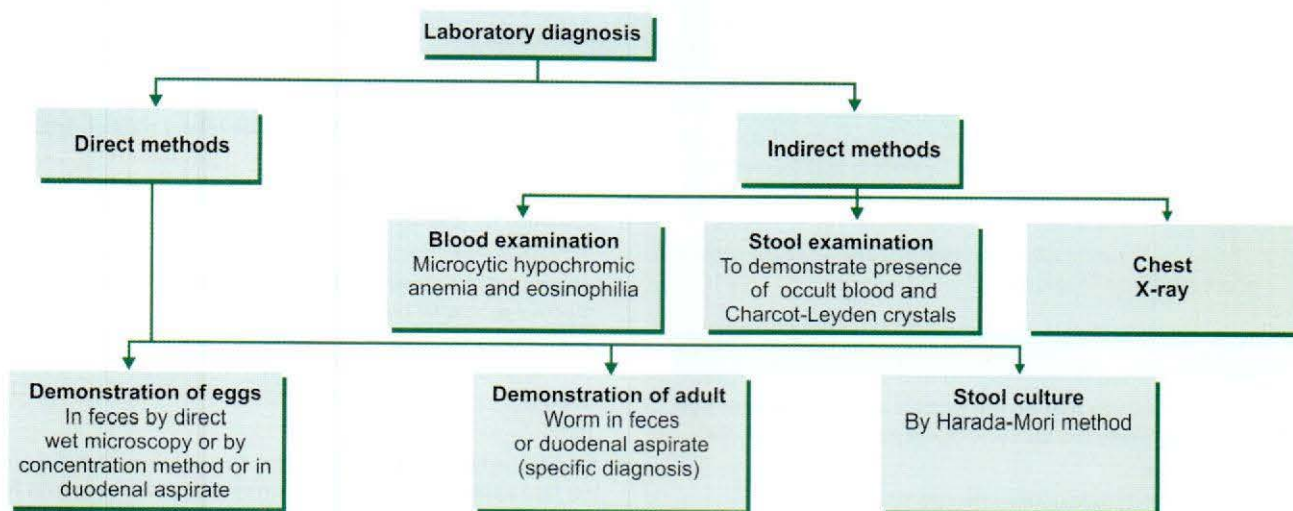 Laboratory diagnosis
Direct methods
Indirect methods
Blood examination
Microcytic hypochromic
anemia and eosinophilia
Stool examination
To demonstrate presence
of occult blood and
Charcot-Leyden crystals
Chest
X-ray
Demonstration of eggs
In feces by direct
wet microscopy or by
concentration method or in
duodenal aspirate
Demonstration of adult
Worm in feces
or duodenal aspirate
(specific diagnosis)
Stool culture
By Harada-Mori method